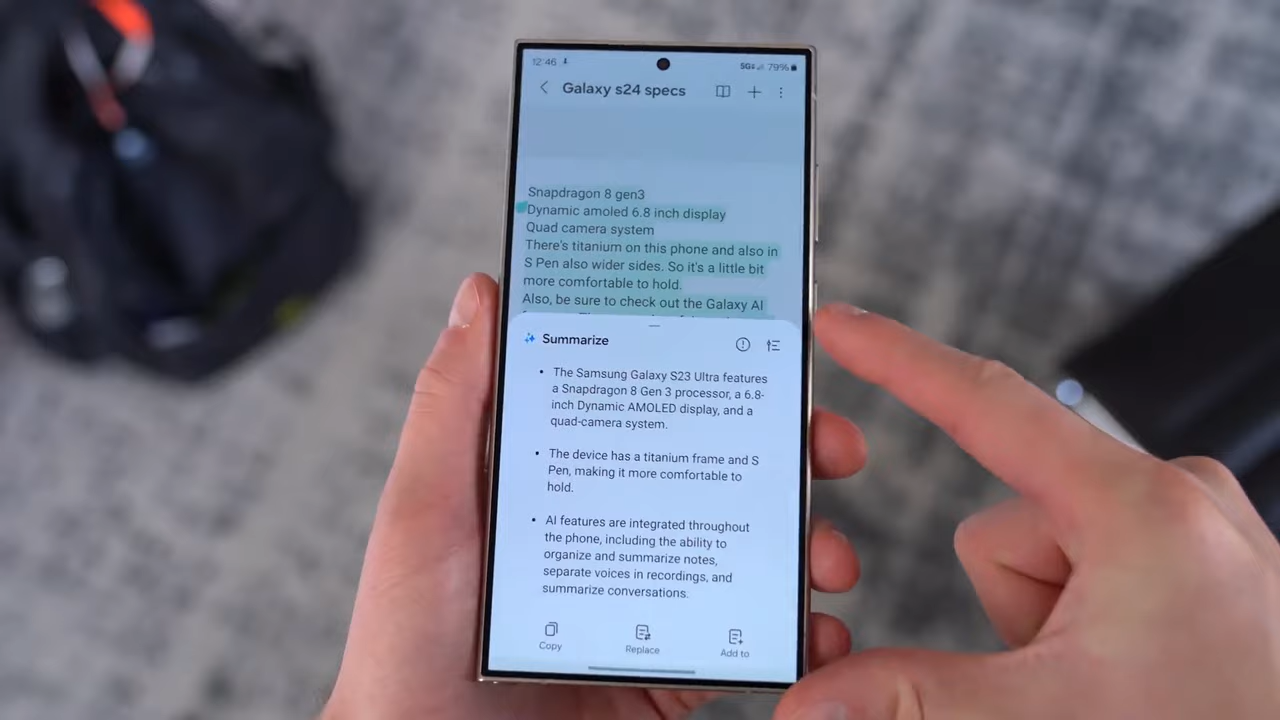 12:46 5G 79%
Galaxy s24 specs
Snapdragon 8 gen3
Dynamic amoled 6.8 inch display
Quad camera system
There's titanium on this phone and also in
S Pen also wider sides. So it's a little bit
more comfortable to hold.
Also, be sure to check out the Galaxy AI
Summarize
• The Samsung Galaxy S23 Ultra features
a Snapdragon 8 Gen 3 processor, a 6.8-
inch Dynamic AMOLED display, and a
quad-camera system.
• The device has a titanium frame and S
Pen, making it more comfortable to
hold.
• AI features are integrated throughout
the phone, including the ability to
organize and summarize notes,
separate voices in recordings, and
summarize conversations.
Copy Replace Add to